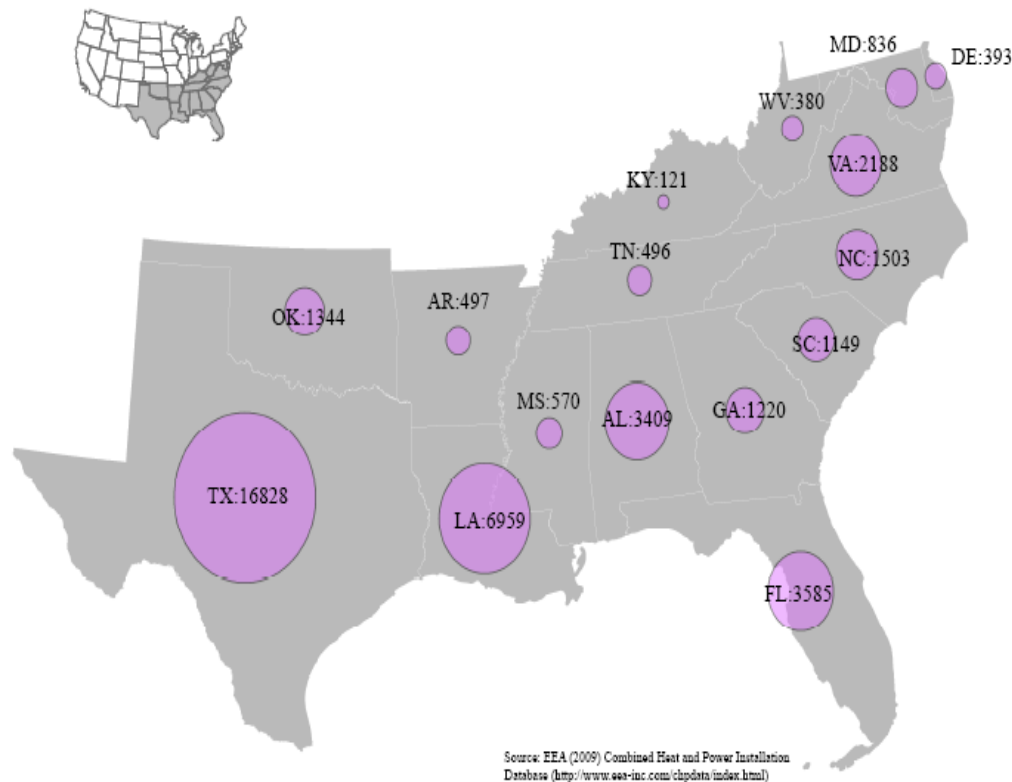 MD:836
DE:393
WV:380
VA:2188
KY:121
TN:496
NC:1503
AR:497
OK:1344
SC:1149
MS:570
AL:3409
GA:1220
TX:16828
LA:6959
FL:3585
Source: EEA (2009) Combined Heat and Power Installation
Database (http://www.eea-inc.com/chpdata/index.html)